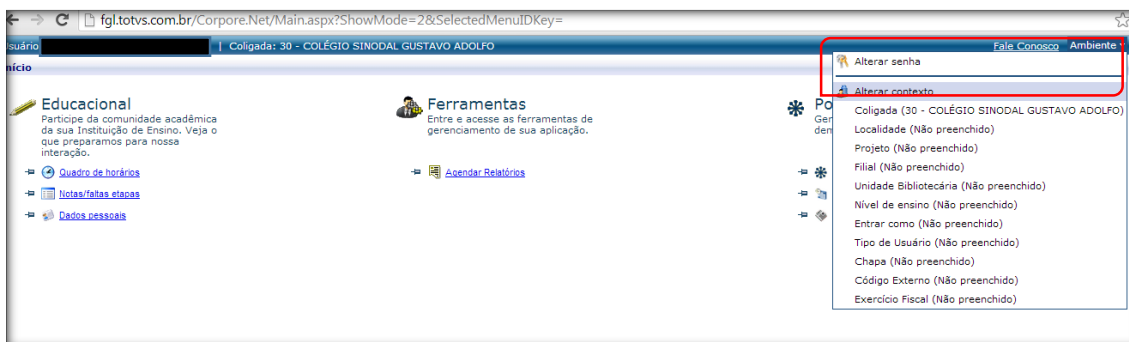 fgl.totvs.com.br/Corpore.Net/Main.aspx?ShowMode=2&SelectedMenuIDKey=
suário | Coligada: 30 - COLÉGIO SINODAL GUSTAVO ADOLFO Fale Conosco Ambiente
nício
Alterar senha
Alterar contexto
Coligada (30 - COLÉGIO SINODAL GUSTAVO ADOLFO)
Localidade (Não preenchido)
Projeto (Não preenchido)
Filial (Não preenchido)
Unidade Bibliotecária (Não preenchido)
Nível de ensino (Não preenchido)
Entrar como (Não preenchido)
Tipo de Usuário (Não preenchido)
Chapa (Não preenchido)
Código Externo (Não preenchido)
Exercício Fiscal (Não preenchido)
Educacional
Participe da comunidade acadêmica
da sua Instituição de Ensino. Veja o
que preparamos para nossa
interação.
Quadro de horários
Notas/faltas etapas
Dados pessoais
Ferramentas
Entre e acesse as ferramentas de
gerenciamento de sua aplicação.
Agendar Relatórios
Po
Ger
den